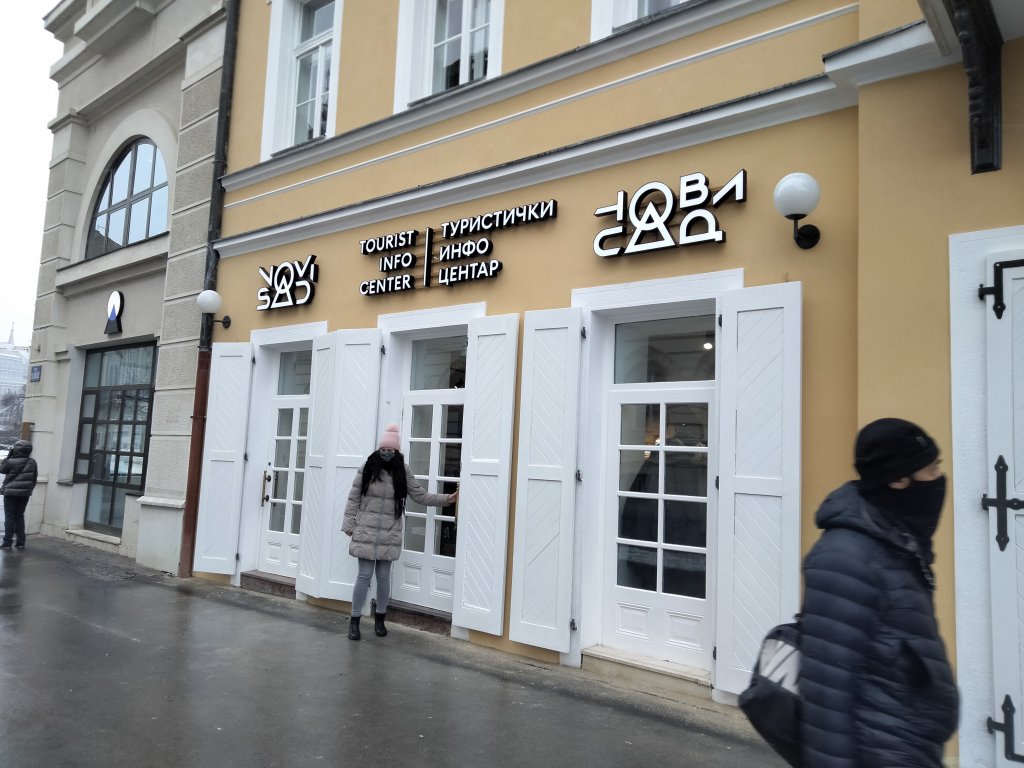 NOVI
SAD
TOURIST
INFO
CENTER
ТУРИСТИЧКИ
ИНФО
ЦЕНТАР
НОВИ
САД